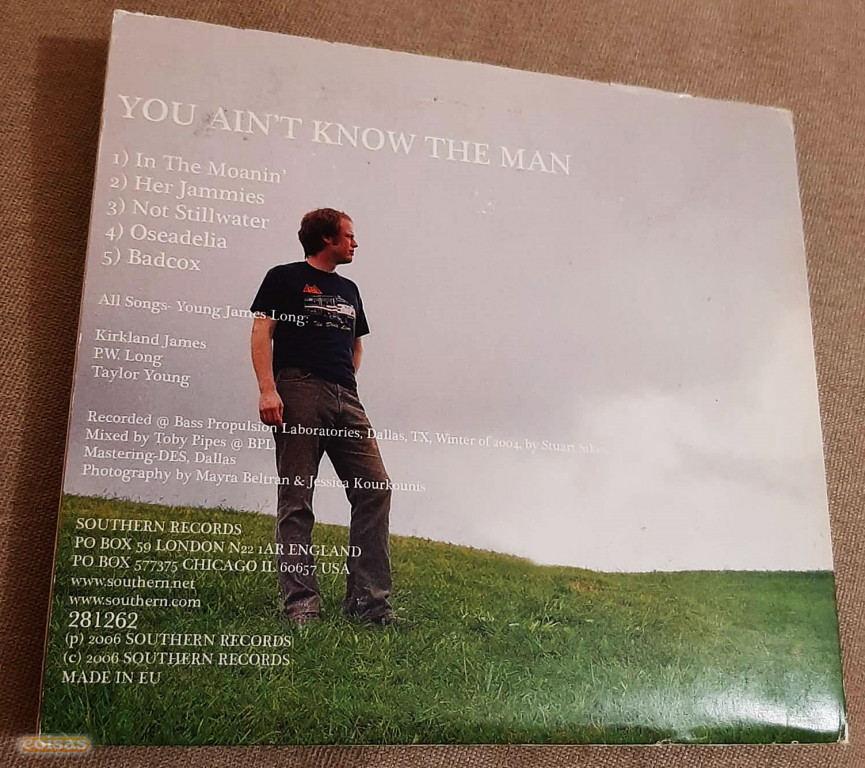 YOU AIN'T KNOW THE MAN
1) In The Moanin'
2) Her Jammies
3) Not Stillwater
4) Oseadelia
5) Badcox
All Songs- Young James Long:
Kirkland James
P.W. Long
Taylor Young
Recorded @ Bass Propulsion Laboratories, Dallas, TX, Winter of 2004, by Stuart
Mixed by Toby Pipes @ BPL
Mastering-DES, Dallas
Photography by Mayra Beltran & Jessica Kourkounis
SOUTHERN RECORDS
PO BOX 59 LONDON N22 1AR ENGLAND
PO BOX 577375 CHICAGO IL 60657 USA
www.southern.net
www.southern.com
281262
(p) 2006 SOUTHERN RECORDS
(c) 2006 SOUTHERN RECORDS
MADE IN EU
coisas